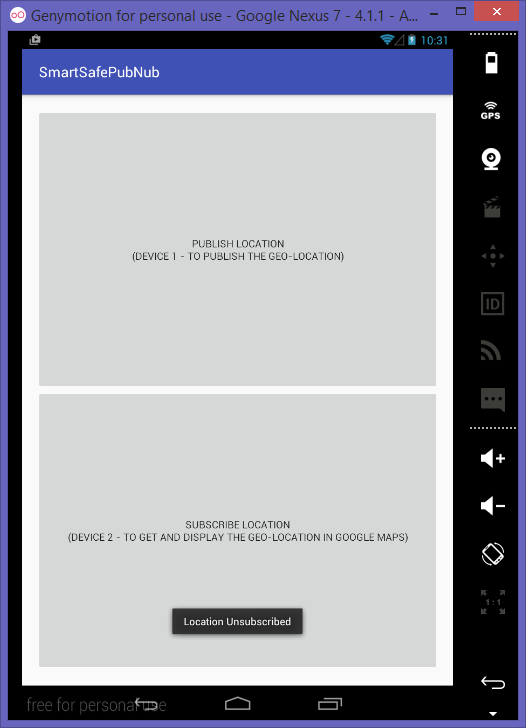 Genymotion for personal use - Google Nexus 7 - 4.1.1 - A...
10:31
SmartSafePubNub
GPS
PUBLISH LOCATION
(DEVICE 1 - TO PUBLISH THE GEO-LOCATION)
ID
SUBSCRIBE LOCATION
(DEVICE 2 - TO GET AND DISPLAY THE GEO-LOCATION IN GOOGLE MAPS)
1:1
Location Unsubscribed
free for personal use